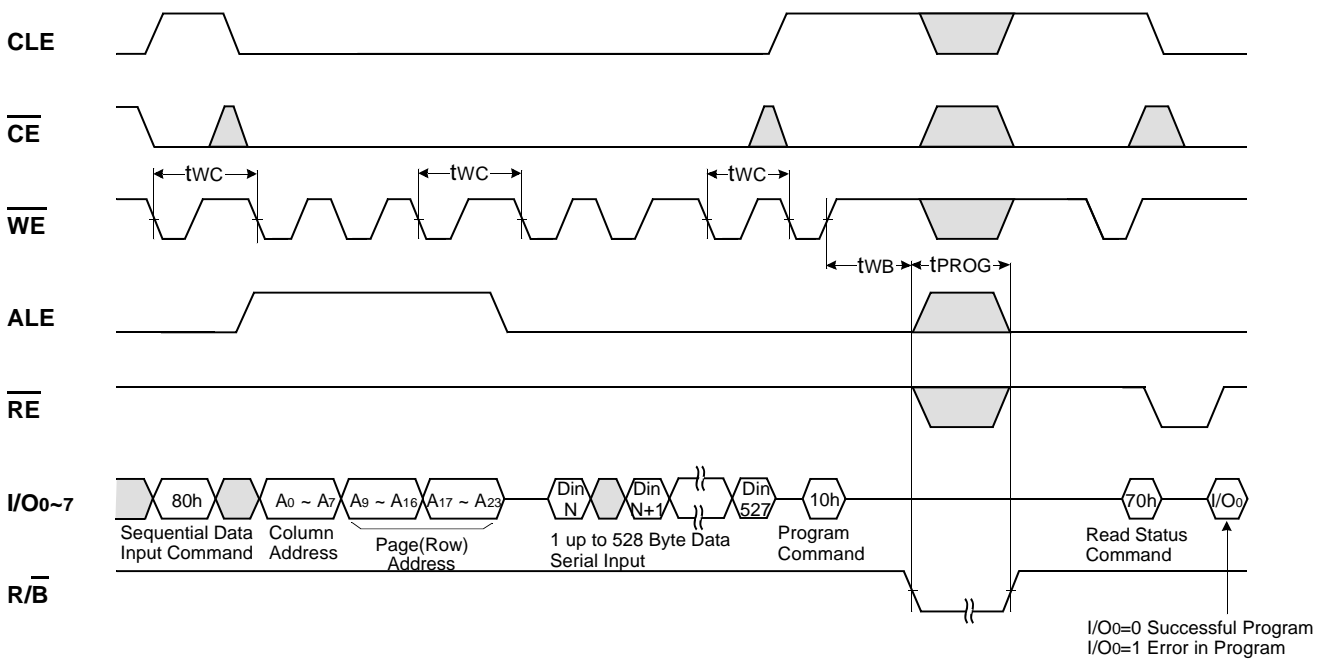 CLE
CE
tWC
tWC
tWC
WE
tWB
tPROG
ALE
RE
I/O0~7
80h
A0 ~ A7
A9 ~ A16
A17 ~ A23
Din
N
Din
N+1
Din
527
10h
70h
I/O0
Sequential Data
Input Command
Column
Address
Page(Row)
Address
1 up to 528 Byte Data
Serial Input
Program
Command
Read Status
Command
R/B
I/O0=0 Successful Program
I/O0=1 Error in Program